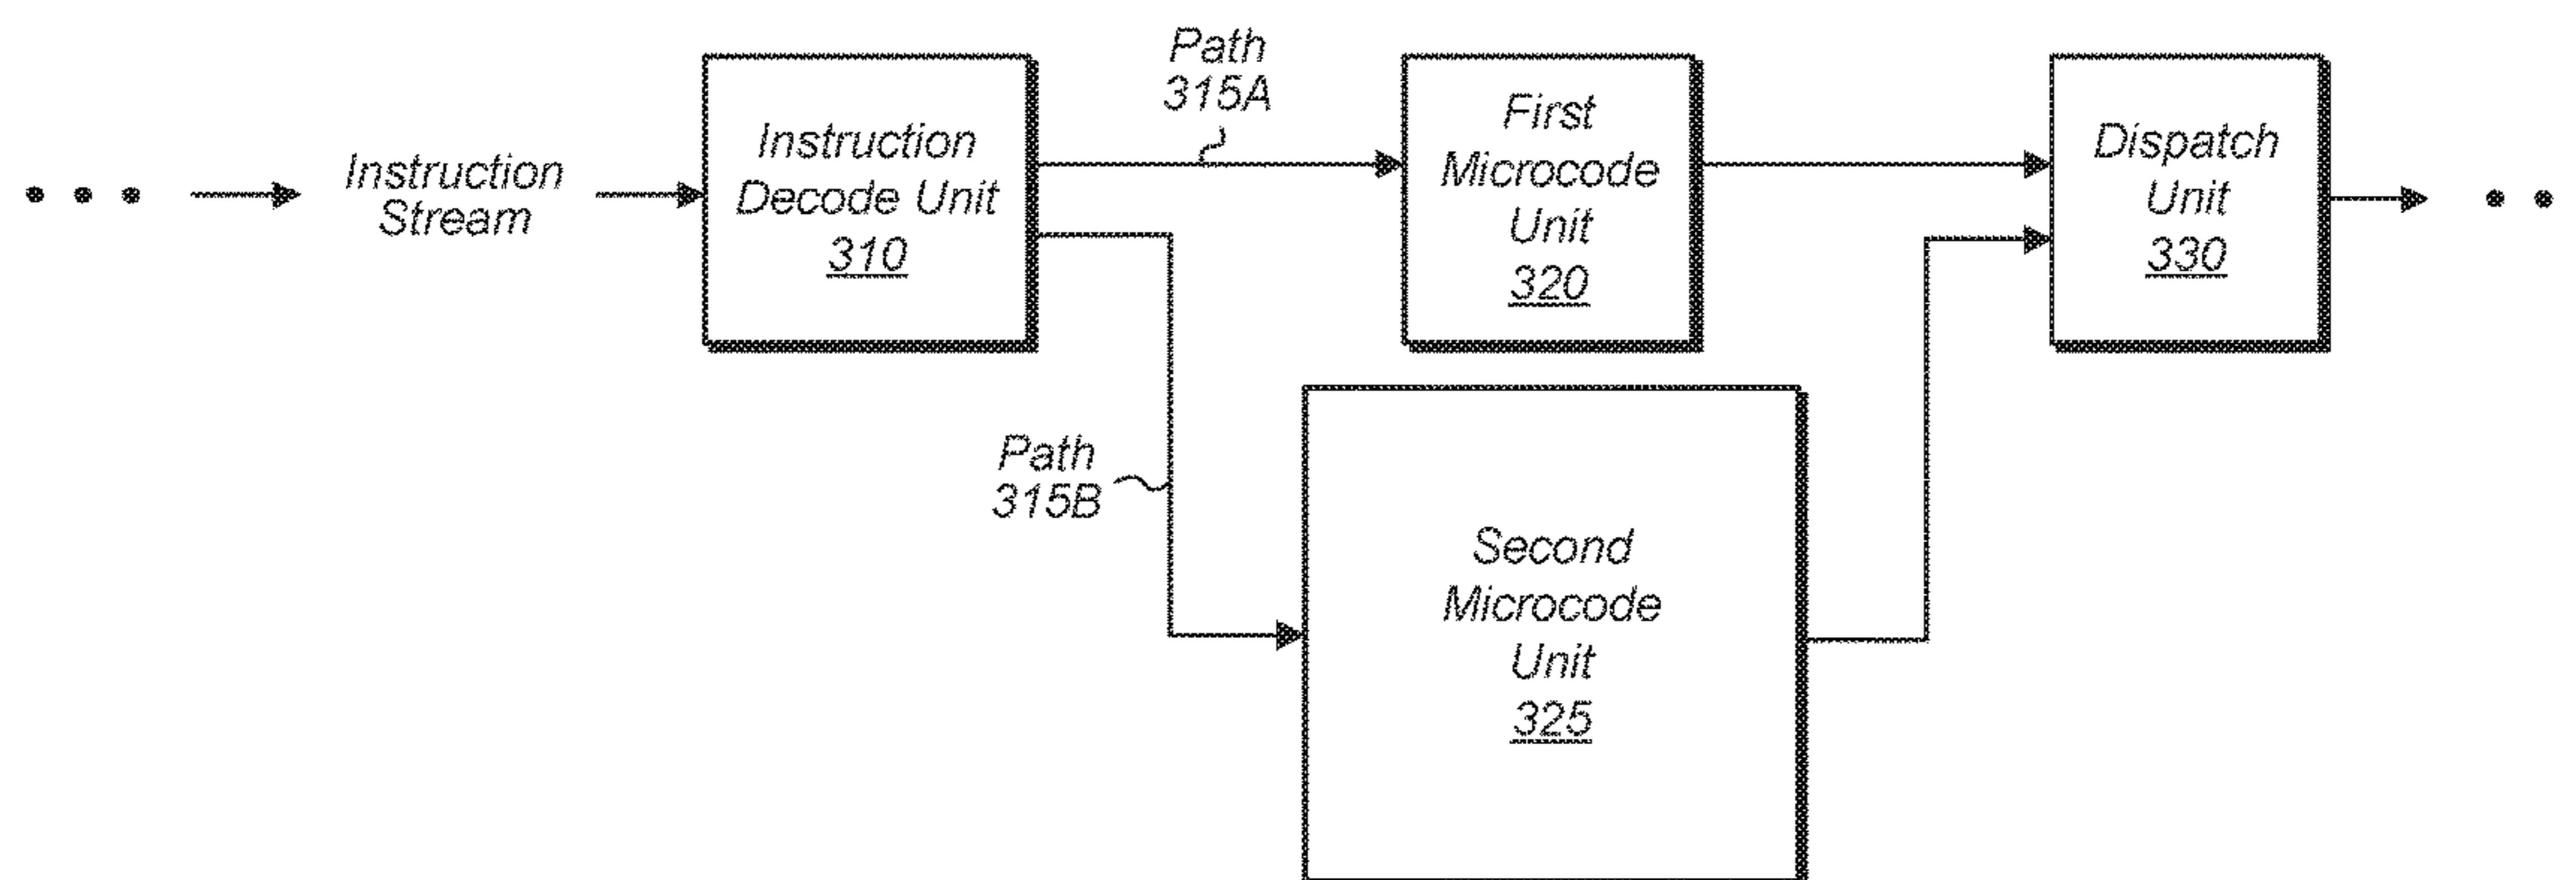 Path
315A
Instruction
Stream
Instruction
Decode Unit
310
First
Microcode
Unit
320
Dispatch
Unit
330
Path
315B
Second
Microcode
Unit
325